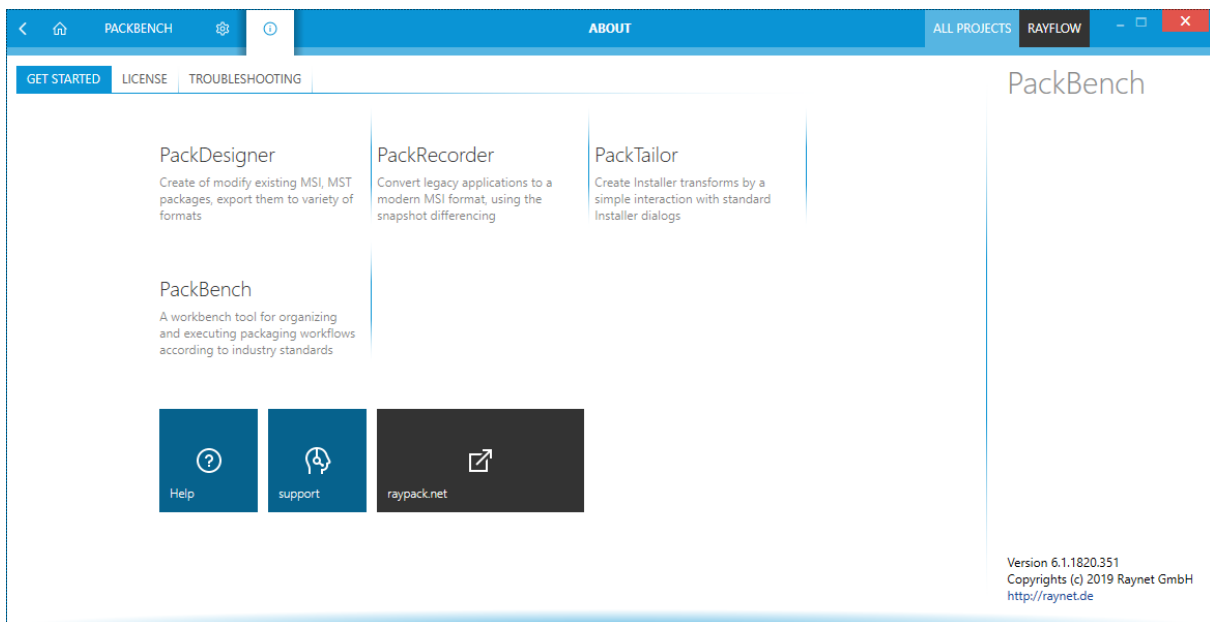 PACKBENCH
ABOUT
ALL PROJECTS
RAYFLOW
GET STARTED
LICENSE
TROUBLESHOOTING
PackBench
PackDesigner
Create of modify existing MSI, MST
packages, export them to variety of
formats
PackRecorder
Convert legacy applications to a
modern MSI format, using the
snapshot differencing
PackTailor
Create Installer transforms by a
simple interaction with standard
Installer dialogs
PackBench
A workbench tool for organizing
and executing packaging workflows
according to industry standards
Help
support
raypack.net
Version 6.1.1820.351
Copyrights (c) 2019 Raynet GmbH
http://raynet.de